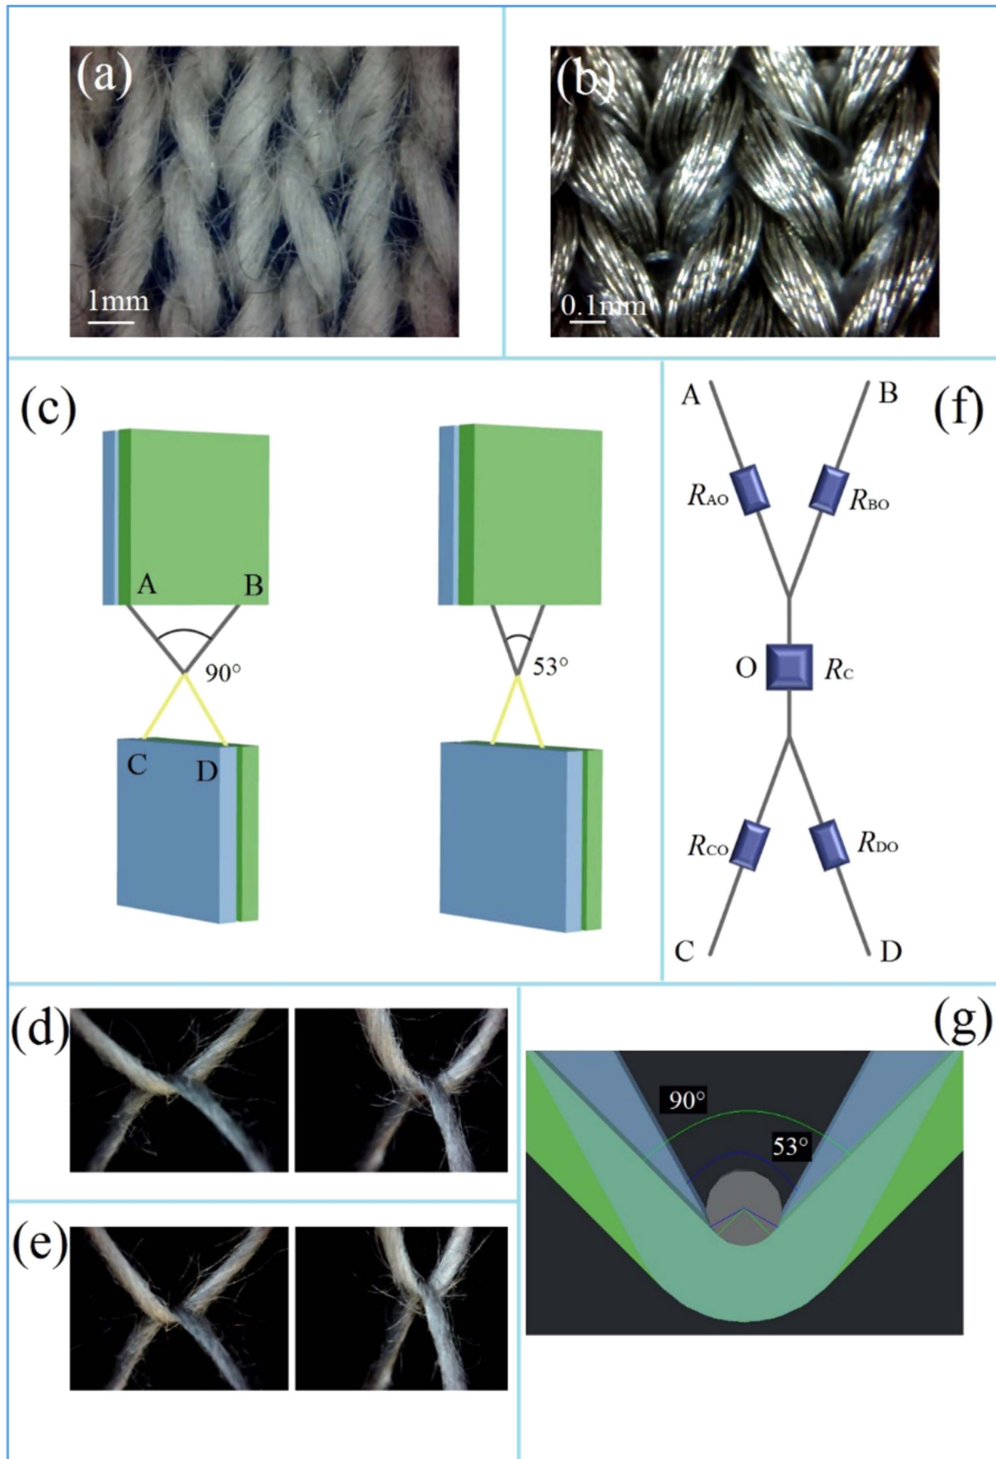 (a)
1mm
(b)
0.1mm
(c)
A
B
90°
C
D
53°
(f)
A
B
RAO
RBO
O
RC
RCO
RDO
C
D
(d)
(e)
(g)
90°
53°